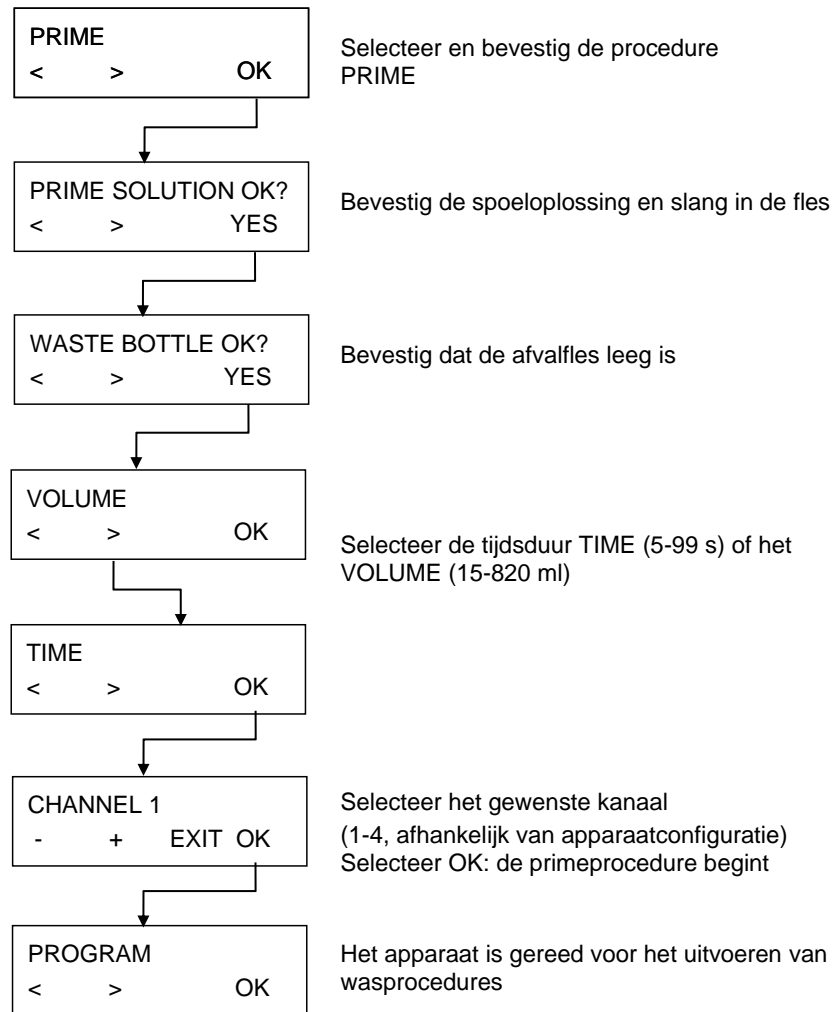 PRIME
< > OK
Selecteer en bevestig de procedure
PRIME
PRIME SOLUTION OK?
< > YES
Bevestig de spoeloplossing en slang in de fles
WASTE BOTTLE OK?
< > YES
Bevestig dat de afvalfles leeg is
VOLUME
< > OK
Selecteer de tijdsduur TIME (5-99 s) of het
VOLUME (15-820 ml)
TIME
< > OK
CHANNEL 1
- + EXIT OK
Selecteer het gewenste kanaal
(1-4, afhankelijk van apparaatconfiguratie)
Selecteer OK: de primeprocedure begint
PROGRAM
< > OK
Het apparaat is gereed voor het uitvoeren van
wasprocedures